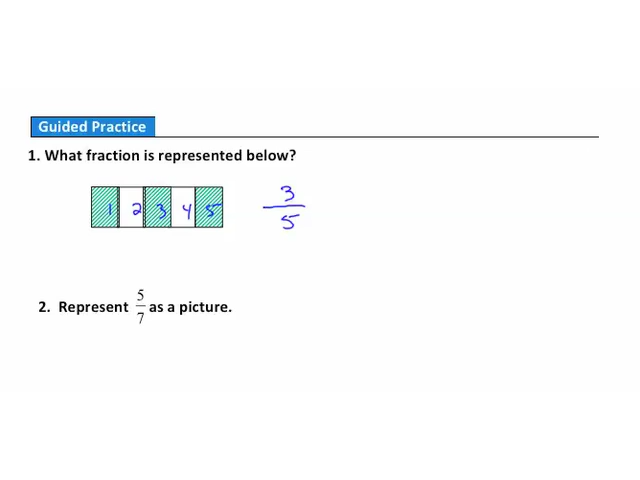 Guided Practice
1. What fraction is represented below?
1 2 3 4 5
3
5
2. Represent 5/7 as a picture.